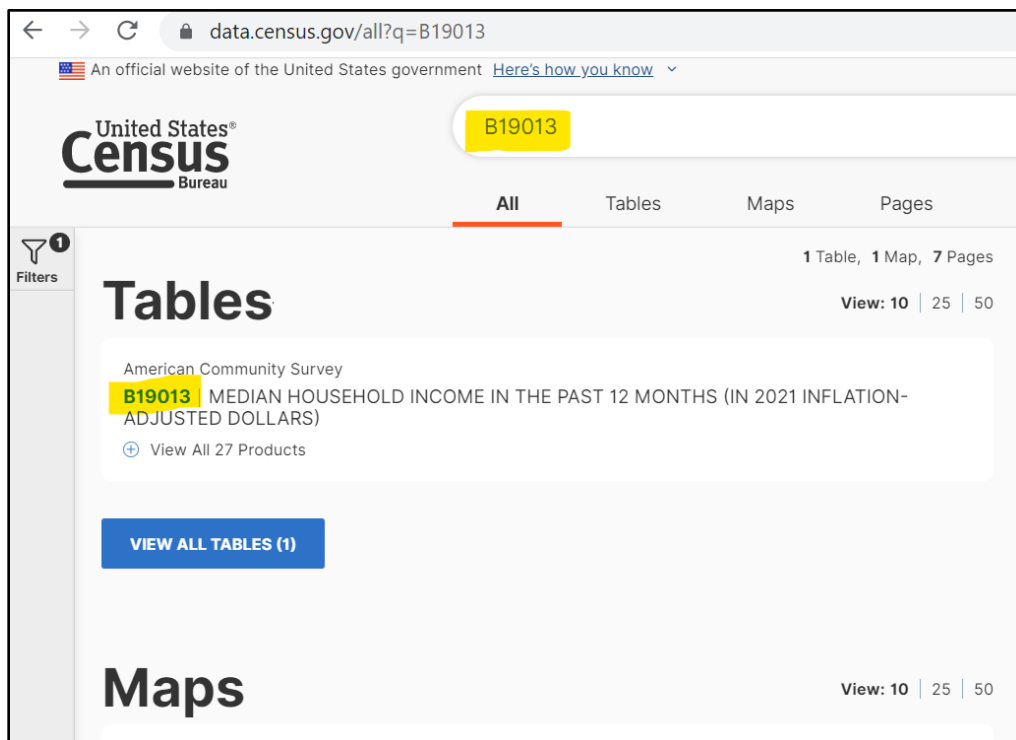 data.census.gov/all?q=B19013
An official website of the United States government Here's how you know
United States®
Census
Bureau
B19013
All Tables Maps Pages
1
Filters
1 Table, 1 Map, 7 Pages
Tables
View: 10 | 25 | 50
American Community Survey
B19013 | MEDIAN HOUSEHOLD INCOME IN THE PAST 12 MONTHS (IN 2021 INFLATION-
ADJUSTED DOLLARS)
View All 27 Products
VIEW ALL TABLES (1)
Maps
View: 10 | 25 | 50